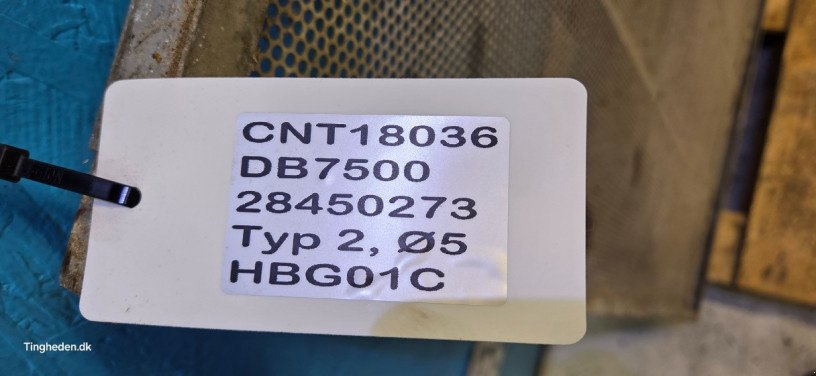 CNT18036
DB7500
28450273
Typ 2, Ø5
HBG01C
Tingheden.dk